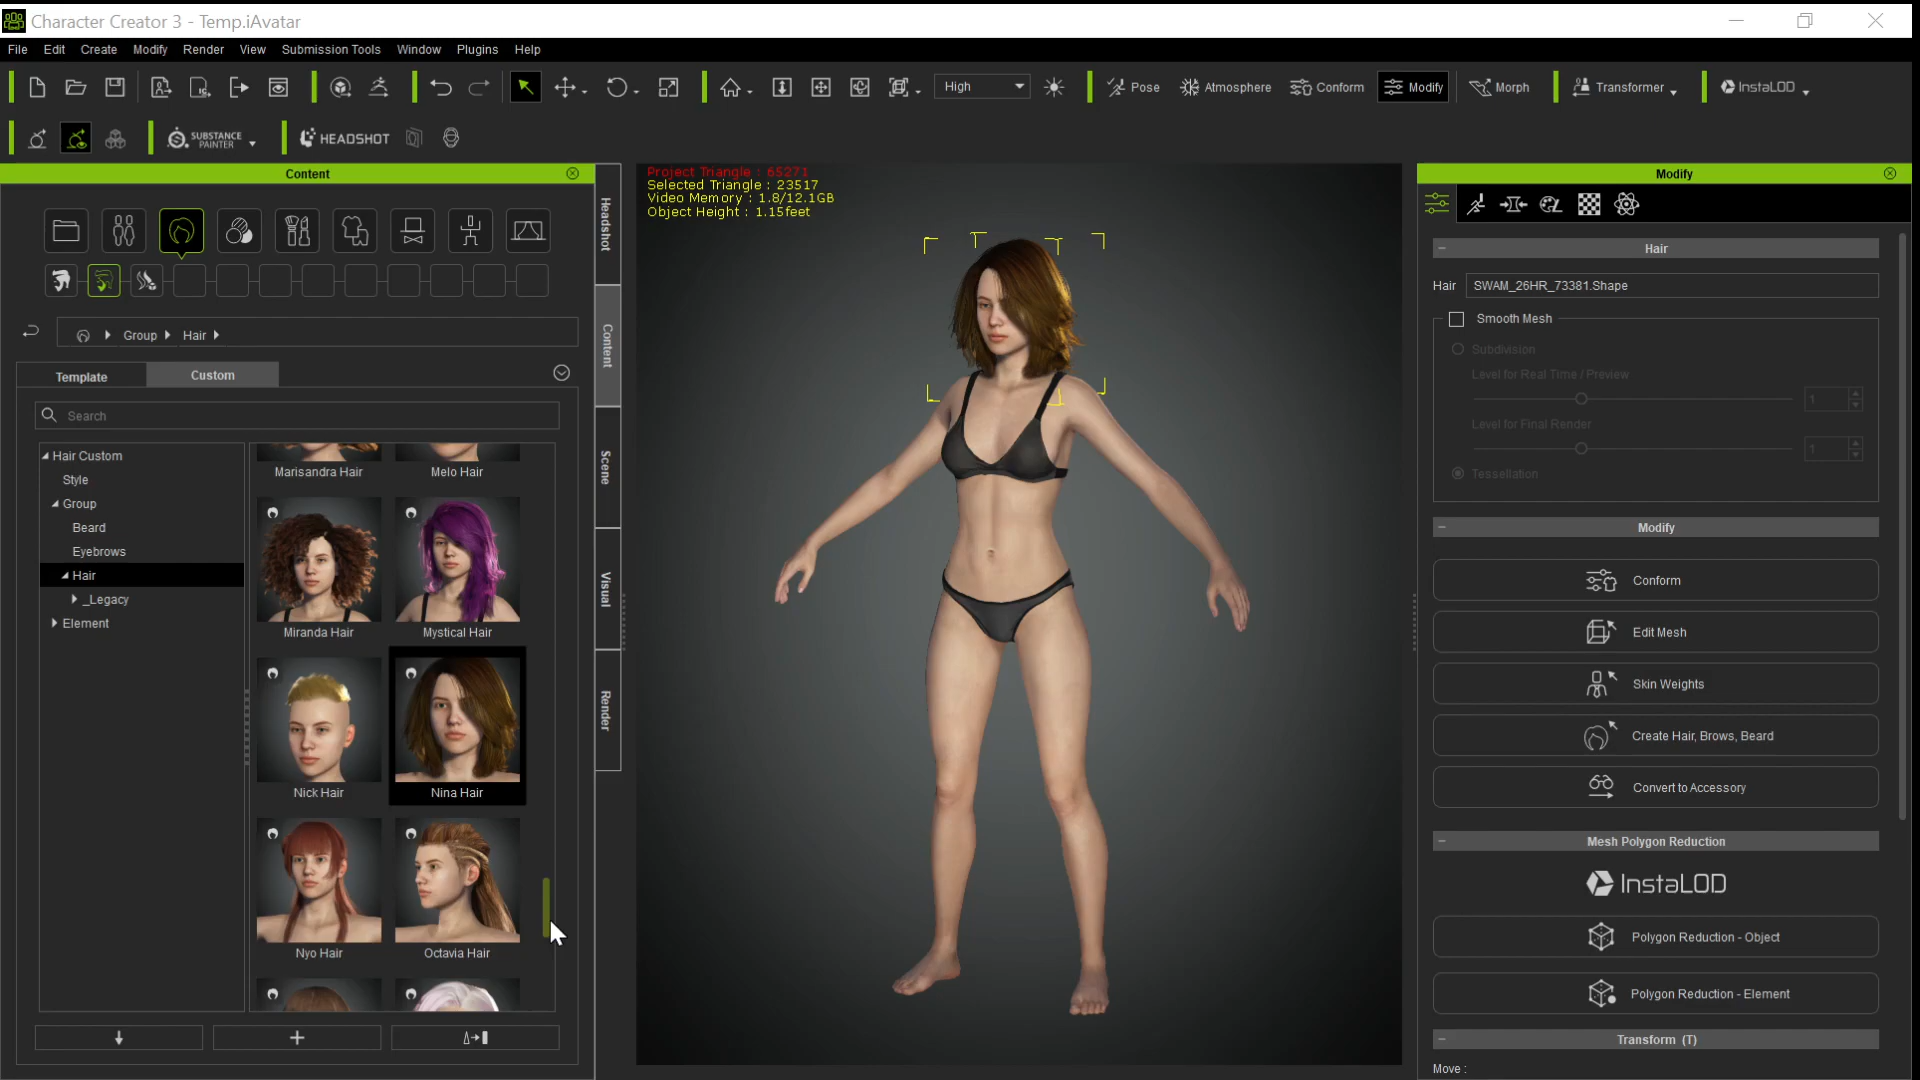 Character Creator 3 - Temp.iAvatar
File Edit Create Modify Render View Submission Tools Window Plugins Help
High Pose Atmosphere Conform Modify Morph Transformer InstaLOD
SUBSTANCE PAINTER HEADSHOT
Content
Group Hair
Template Custom
Search
Hair Custom
Style
Group
Beard
Eyebrows
Hair
_Legacy
Element
Marisandra Hair Melo Hair
Miranda Hair Mystical Hair
Nick Hair Nina Hair
Nyo Hair Octavia Hair
Headshot
Content
Scene
Visual
Render
Project Triangle : 65271
Selected Triangle : 23517
Video Memory : 1.8/12.1GB
Object Height : 1.15feet
Modify
Hair
Hair SWAM_26HR_73381.Shape
Smooth Mesh
Subdivision
Level for Real Time / Preview
1
Level for Final Render
1
Tessellation
Modify
Conform
Edit Mesh
Skin Weights
Create Hair, Brows, Beard
Convert to Accessory
Mesh Polygon Reduction
InstaLOD
Polygon Reduction - Object
Polygon Reduction - Element
Transform (T)
Move :